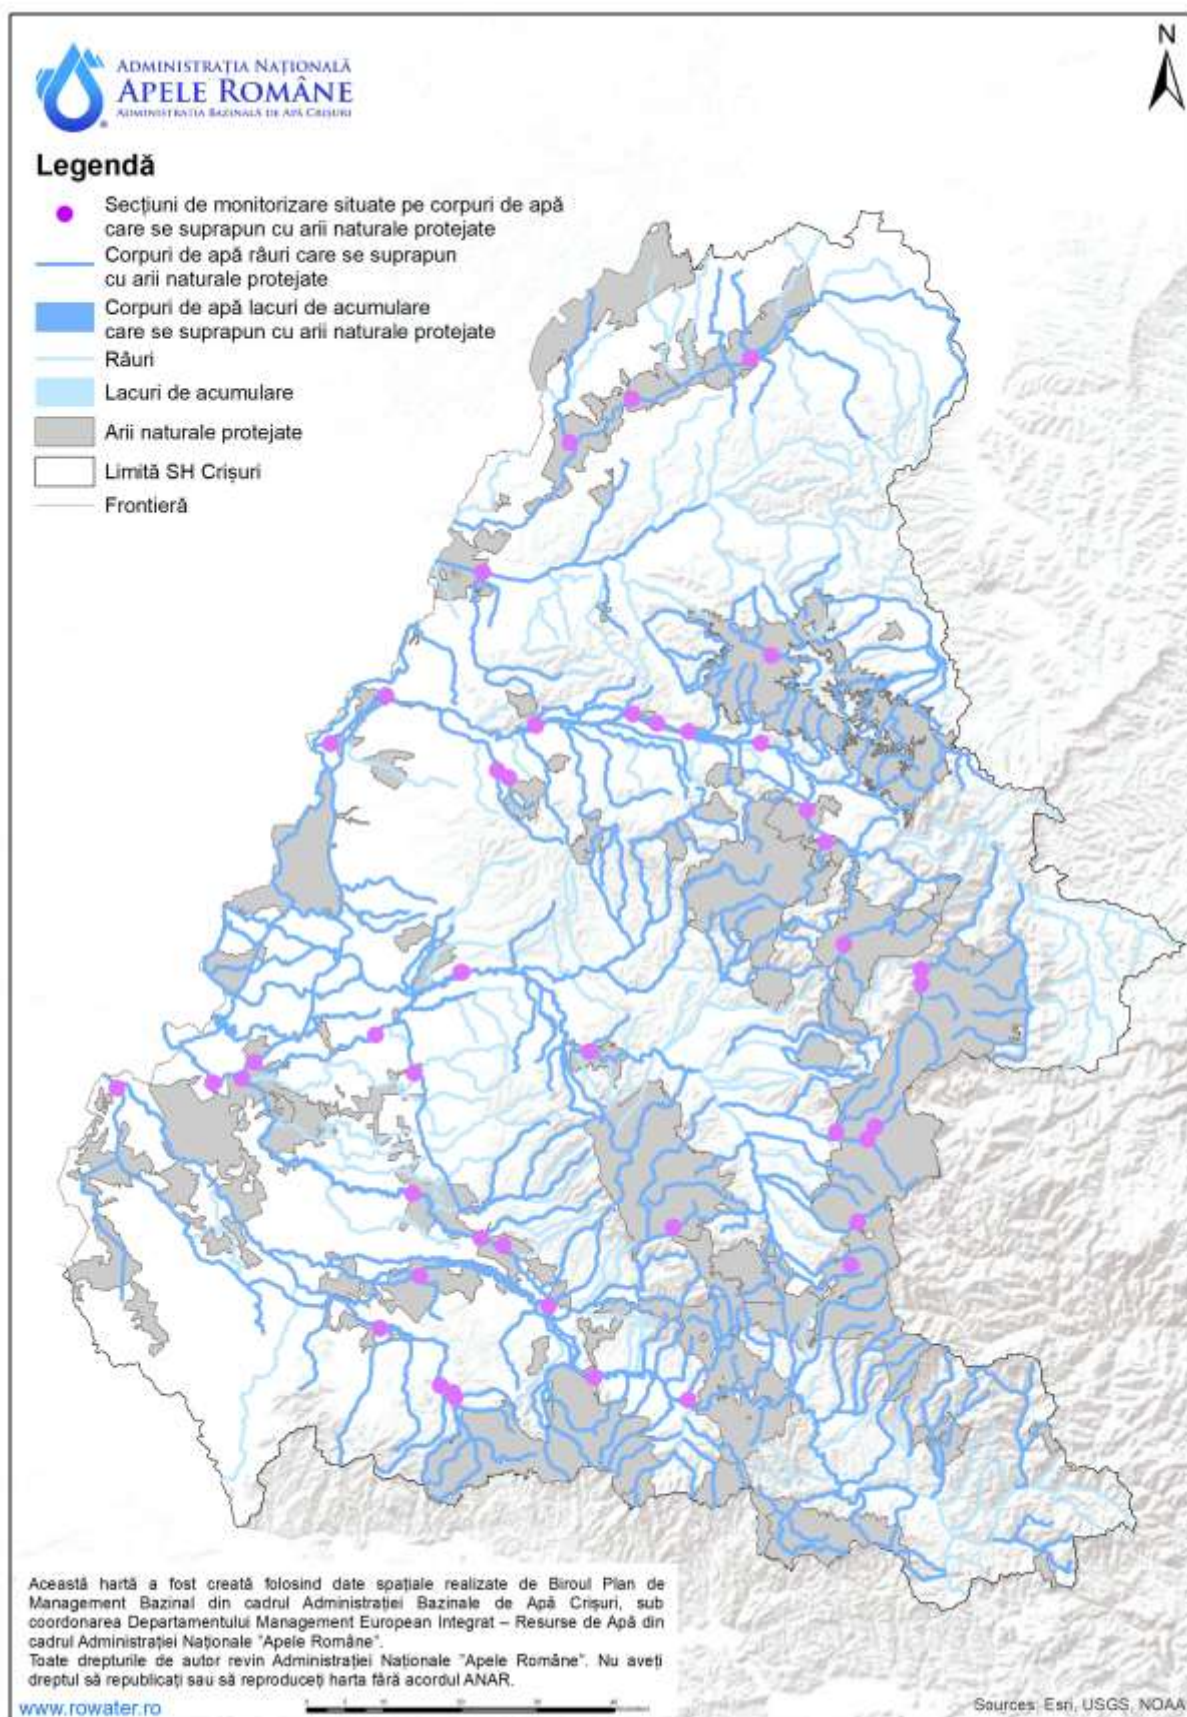 N
ADMINISTRAȚIA NAȚIONALĂ
APELE ROMÂNE
ADMINISTRAȚIA BAZINALĂ DE APĂ CRIȘURI
Legendă
Secțiuni de monitorizare situate pe corpuri de apă
care se suprapun cu arii naturale protejate
Corpuri de apă râuri care se suprapun
cu arii naturale protejate
Corpuri de apă lacuri de acumulare
care se suprapun cu arii naturale protejate
Râuri
Lacuri de acumulare
Arii naturale protejate
Limită SH Crișuri
Frontieră
Această hartă a fost creată folosind date spațiale realizate de Biroul Plan de
Management Bazinal din cadrul Administrației Bazinale de Apă Crișuri, sub
coordonarea Departamentului Management European Integrat – Resurse de Apă din
cadrul Administrației Naționale "Apele Române".
Toate drepturile de autor revin Administrației Naționale "Apele Române". Nu aveți
dreptul să republicați sau să reproduceți harta fără acordul ANAR.
www.rowater.ro
Sources: Esri, USGS, NOAA